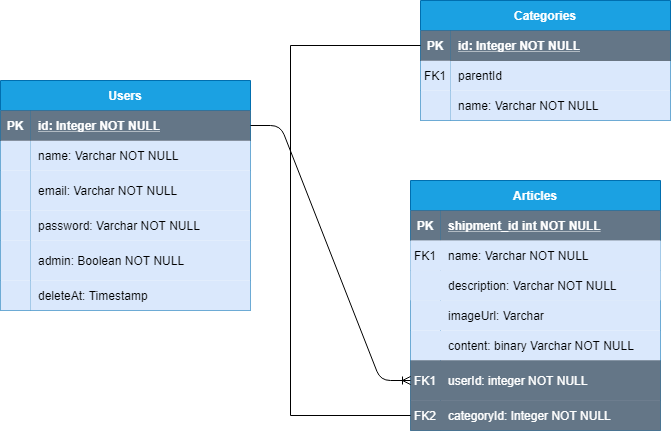 Categories
PK id: Integer NOT NULL
FK1 parentId
name: Varchar NOT NULL
Users
PK id: Integer NOT NULL
name: Varchar NOT NULL
email: Varchar NOT NULL
password: Varchar NOT NULL
admin: Boolean NOT NULL
deleteAt: Timestamp
Articles
PK shipment_id int NOT NULL
FK1 name: Varchar NOT NULL
description: Varchar NOT NULL
imageUrl: Varchar
content: binary Varchar NOT NULL
FK1 userId: integer NOT NULL
FK2 categoryId: Integer NOT NULL